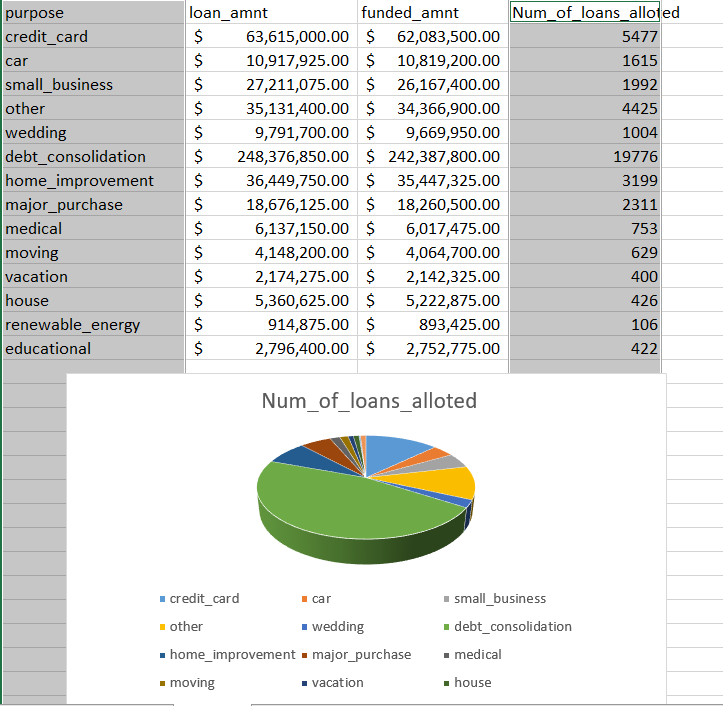 purpose loan_amnt funded_amnt Num_of_loans_alloted
credit_card $ 63,615,000.00 $ 62,083,500.00 5477
car $ 10,917,925.00 $ 10,819,200.00 1615
small_business $ 27,211,075.00 $ 26,167,400.00 1992
other $ 35,131,400.00 $ 34,366,900.00 4425
wedding $ 9,791,700.00 $ 9,669,950.00 1004
debt_consolidation $ 248,376,850.00 $ 242,387,800.00 19776
home_improvement $ 36,449,750.00 $ 35,447,325.00 3199
major_purchase $ 18,676,125.00 $ 18,260,500.00 2311
medical $ 6,137,150.00 $ 6,017,475.00 753
moving $ 4,148,200.00 $ 4,064,700.00 629
vacation $ 2,174,275.00 $ 2,142,325.00 400
house $ 5,360,625.00 $ 5,222,875.00 426
renewable_energy $ 914,875.00 $ 893,425.00 106
educational $ 2,796,400.00 $ 2,752,775.00 422
Num_of_loans_alloted
credit_card car small_business
other wedding debt_consolidation
home_improvement major_purchase medical
moving vacation house